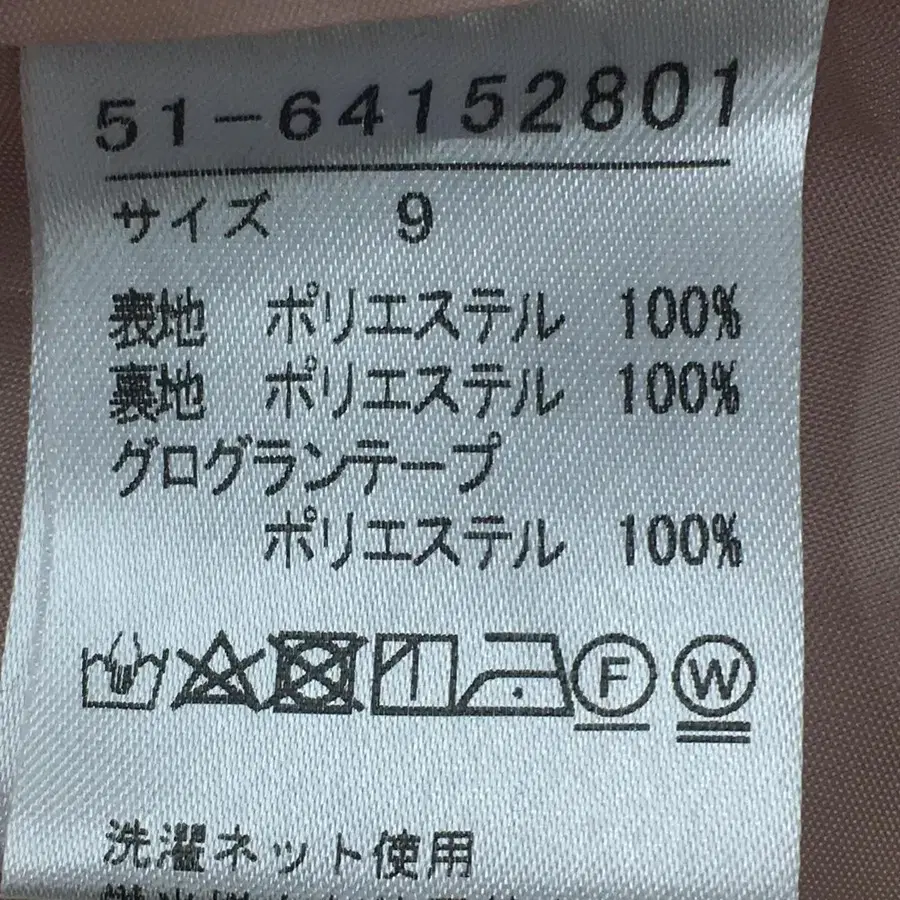 51-64152801
サイズ 9
表地 ポリエステル 100%
裏地 ポリエステル 100%
グログランテープ
ポリエステル 100%
F W
洗濯ネット使用